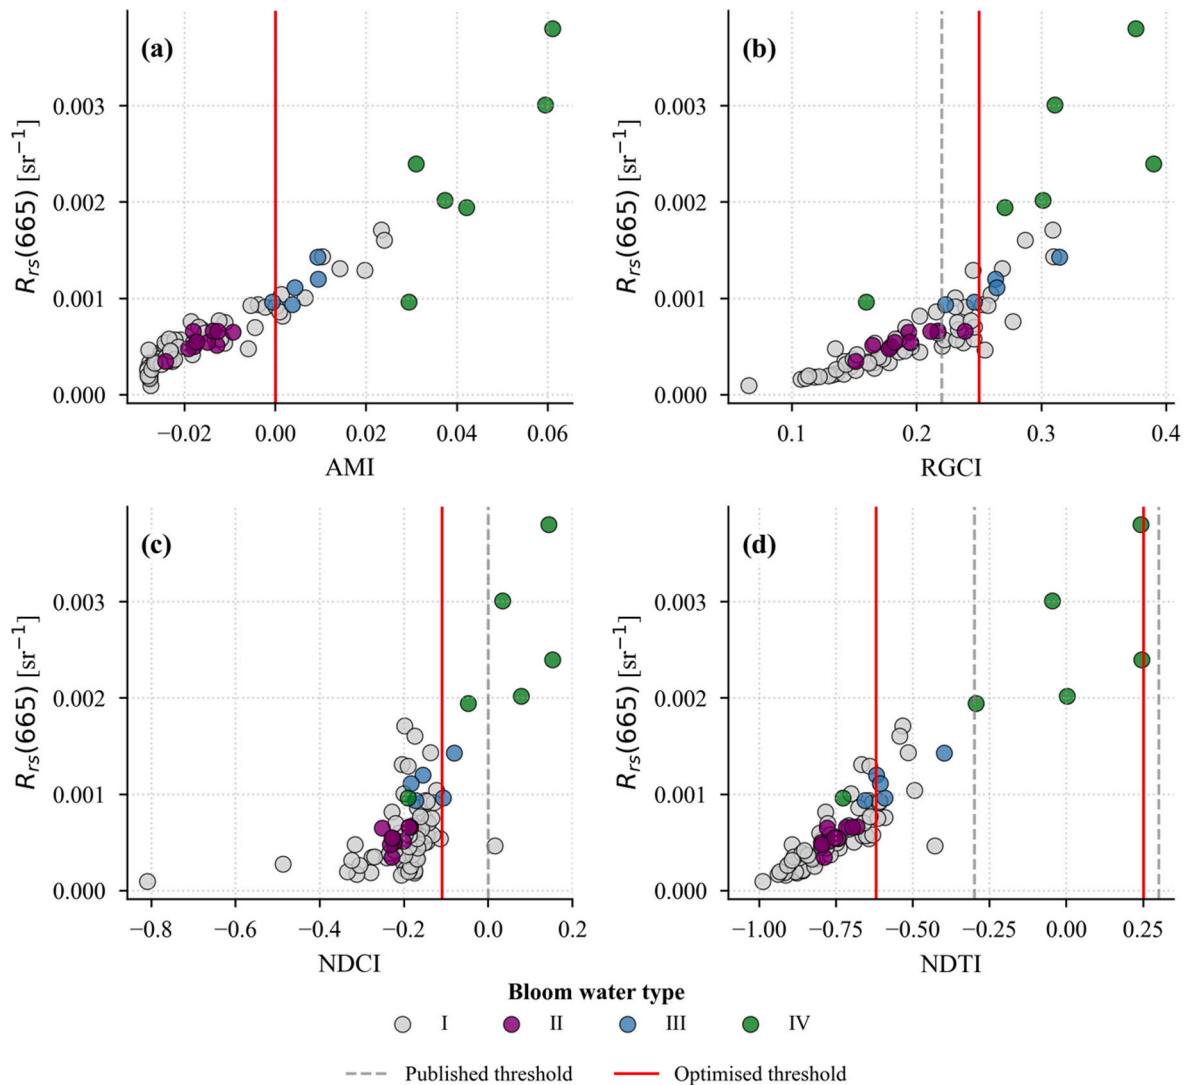 (a)
0.003
0.002
0.001
0.000
Rrs(665) [sr−1]
−0.02 0.00 0.02 0.04 0.06
AMI
(b)
0.003
0.002
0.001
0.000
Rrs(665) [sr−1]
0.1 0.2 0.3 0.4
RGCI
(c)
0.003
0.002
0.001
0.000
Rrs(665) [sr−1]
−0.8 −0.6 −0.4 −0.2 0.0 0.2
NDCI
(d)
0.003
0.002
0.001
0.000
Rrs(665) [sr−1]
−1.00 −0.75 −0.50 −0.25 0.00 0.25
NDTI
Bloom water type
I II III IV
Published threshold Optimised threshold